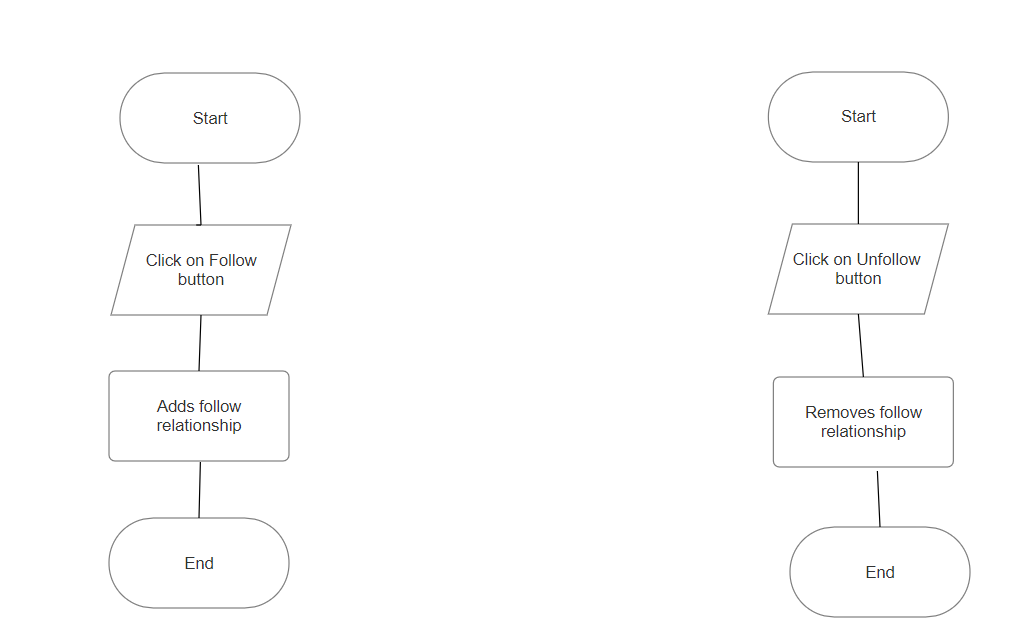 Start
Click on Follow
button
Adds follow
relationship
End
Start
Click on Unfollow
button
Removes follow
relationship
End